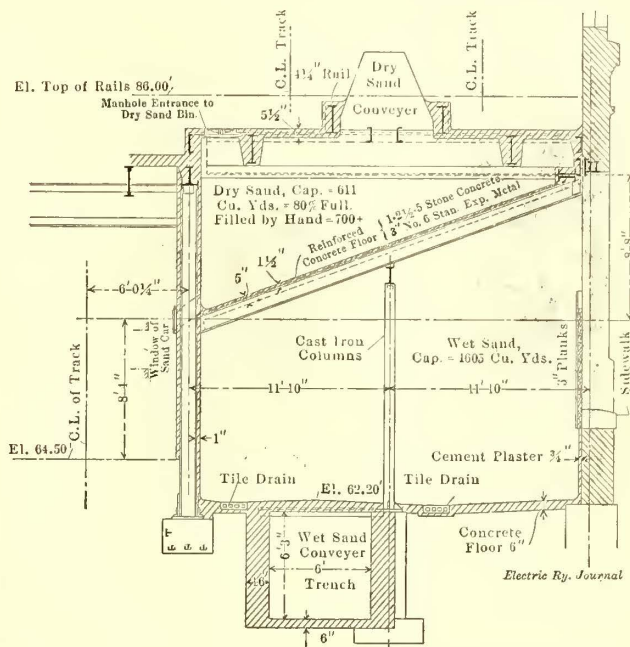 C.L. Track
C.L. Track
4¼" Rail
Dry
Sand
Conveyer
El. Top of Rails 86.00'
Manhole Entrance to
Dry Sand Bin.
5½"
Dry Sand, Cap. = 611
Cu. Yds. = 80% Full.
Filled by Hand = 700+
Reinforced
Concrete Floor
1-2½-5 Stone Concrete
3" No. 6 Stan. Exp. Metal
1½"
5"
6'-0¼"
8'-8"
Window of
Sand Car
Cast Iron
Columns
Wet Sand,
Cap. = 1605 Cu. Yds.
3" Planks
Sidewalk
11'-10"
11'-10"
8'-1"
C.L. of Track
1"
El. 64.50'
Cement Plaster ¾"
Tile Drain
El. 62.20'
Tile Drain
Wet Sand
Conveyer
6'
Trench
6'-3"
16"
6"
Concrete
Floor 6"
Electric Ry. Journal